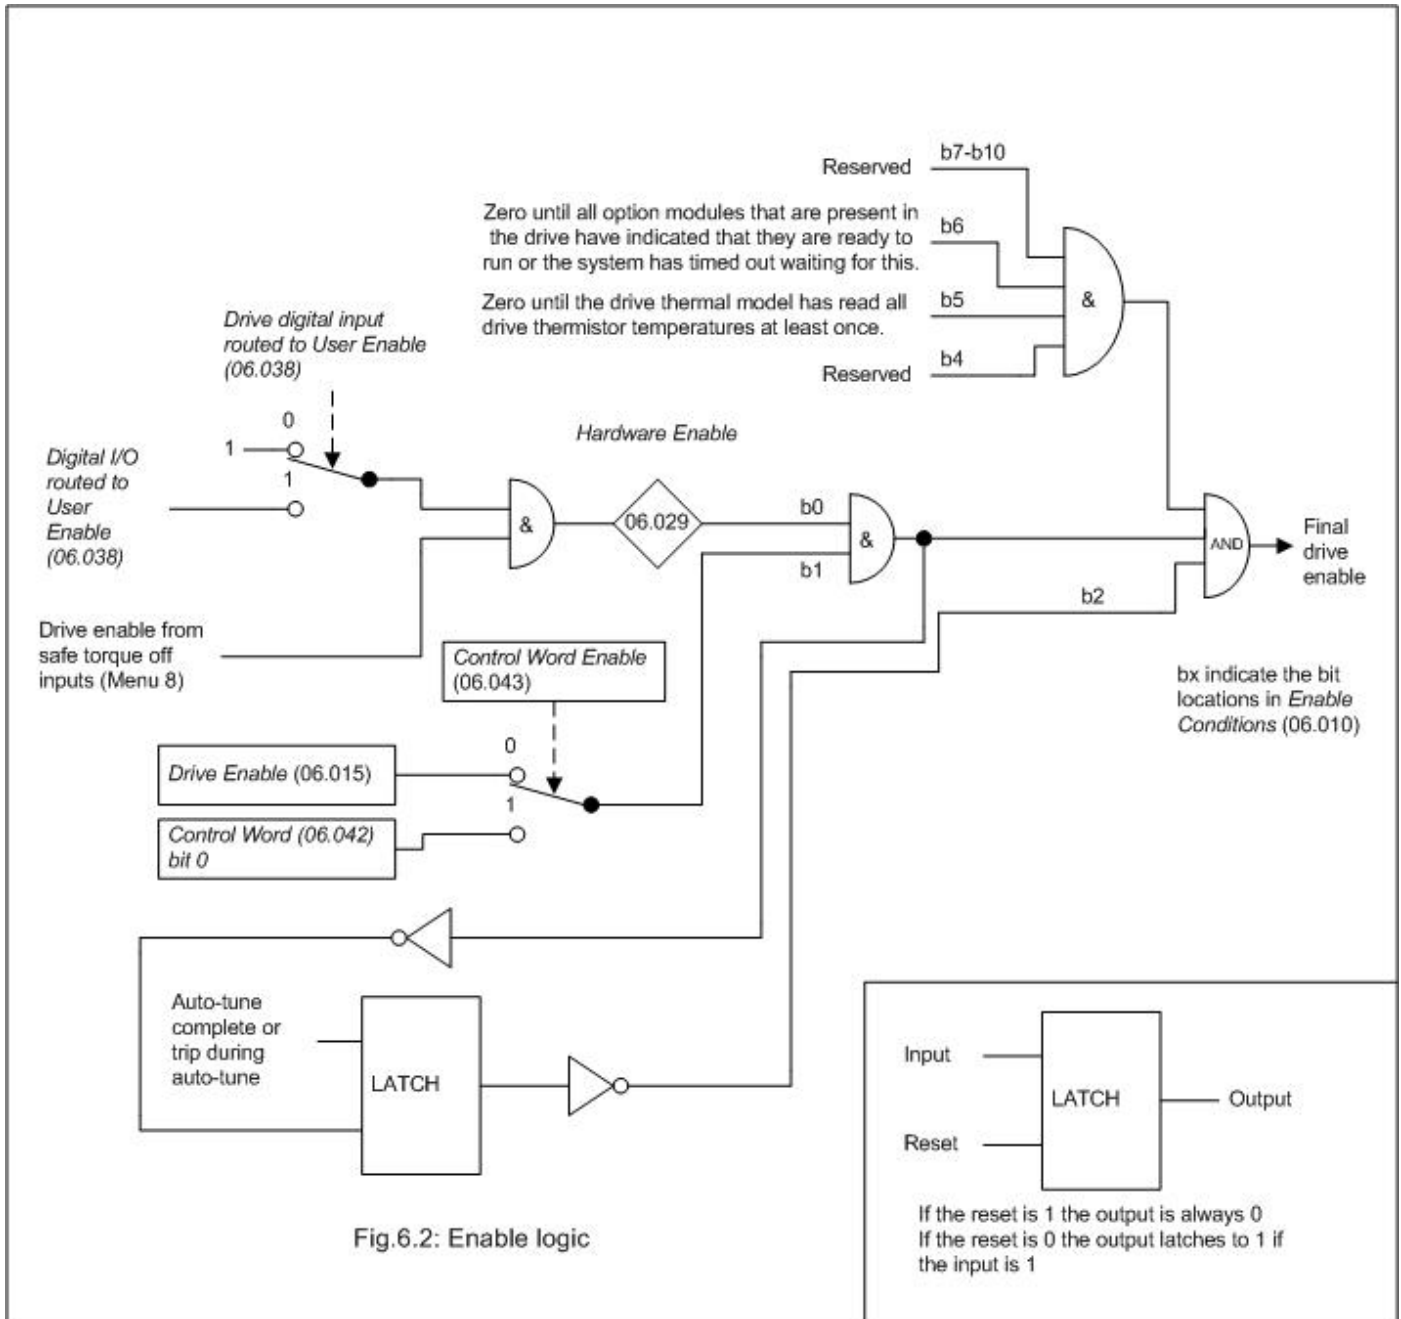 Reserved
b7-b10
Zero until all option modules that are present in
the drive have indicated that they are ready to
run or the system has timed out waiting for this.
b6
Zero until the drive thermal model has read all
drive thermistor temperatures at least once.
b5
Reserved
b4
&
Drive digital input
routed to User Enable
(06.038)
0
1
1
Digital I/O
routed to
User
Enable
(06.038)
Hardware Enable
&
06.029
b0
b1
&
AND
Final
drive
enable
b2
Drive enable from
safe torque off
inputs (Menu 8)
Control Word Enable
(06.043)
bx indicate the bit
locations in Enable
Conditions (06.010)
Drive Enable (06.015)
0
1
Control Word (06.042)
bit 0
Auto-tune
complete or
trip during
auto-tune
LATCH
Input
Reset
LATCH
Output
If the reset is 1 the output is always 0
If the reset is 0 the output latches to 1 if
the input is 1
Fig.6.2: Enable logic